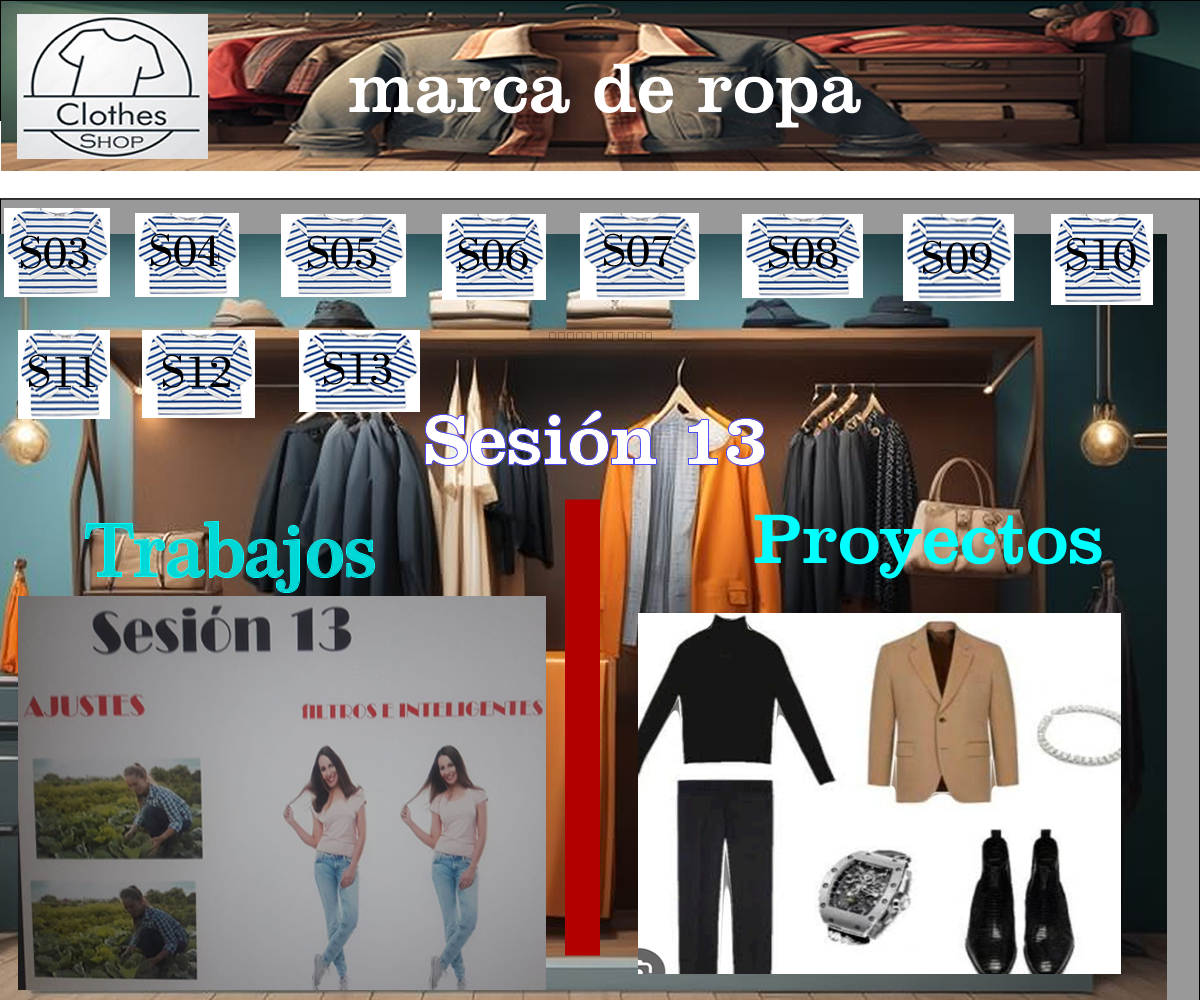 Clothes
SHOP
marca de ropa
S03 S04 S05 S06 S07 S08 S09 S10
S11 S12 S13
Sesión 13
Trabajos
Proyectos
Sesión 13
AJUSTES
FILTROS E INTELIGENTES